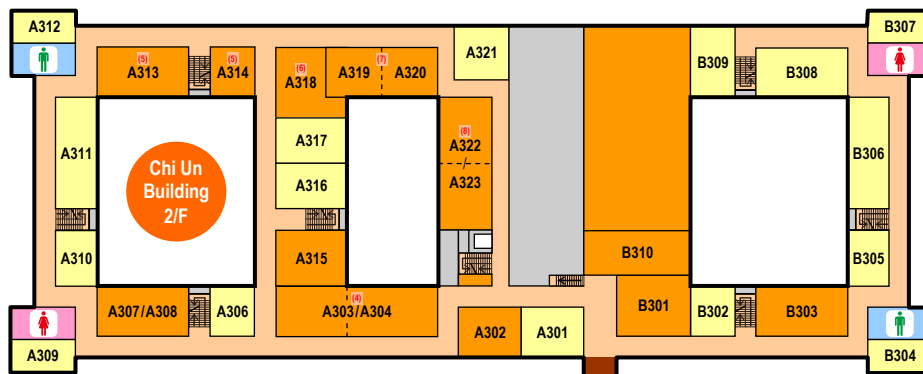 A312
B307
A321
B309
(5)
A313
(5)
A314
(6)
A318
A319
(7)
A320
B308
A311
A317
(8)
A322
/
A323
B306
Chi Un
Building
2/F
A316
A310
A315
B310
B305
A307/A308
A306
(4)
A303/A304
B301
B302
B303
A302
A301
A309
B304